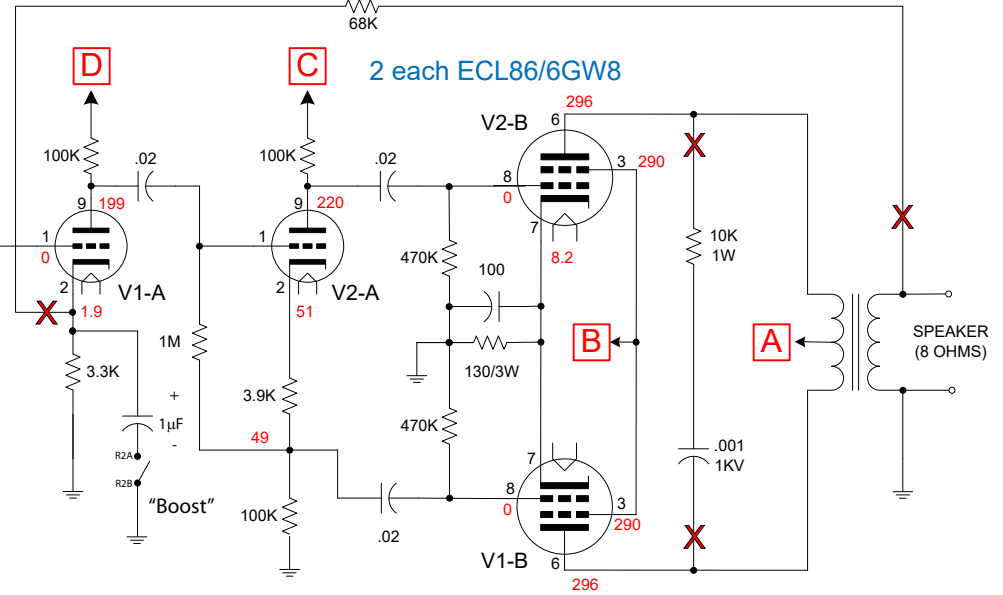 68K
D
C
2 each ECL86/6GW8
296
6
V2-B
100K
.02
100K
.02
8
0
3
290
9
199
9
220
7
1
0
1
470K
8.2
10K
1W
2
V1-A
2
V2-A
100
1.9
51
B
A
SPEAKER
(8 OHMS)
1M
130/3W
3.3K
3.9K
+
1µF
-
49
470K
.001
1KV
R2A
R2B
"Boost"
7
8
0
3
290
100K
.02
V1-B
6
296
X
X
X
X